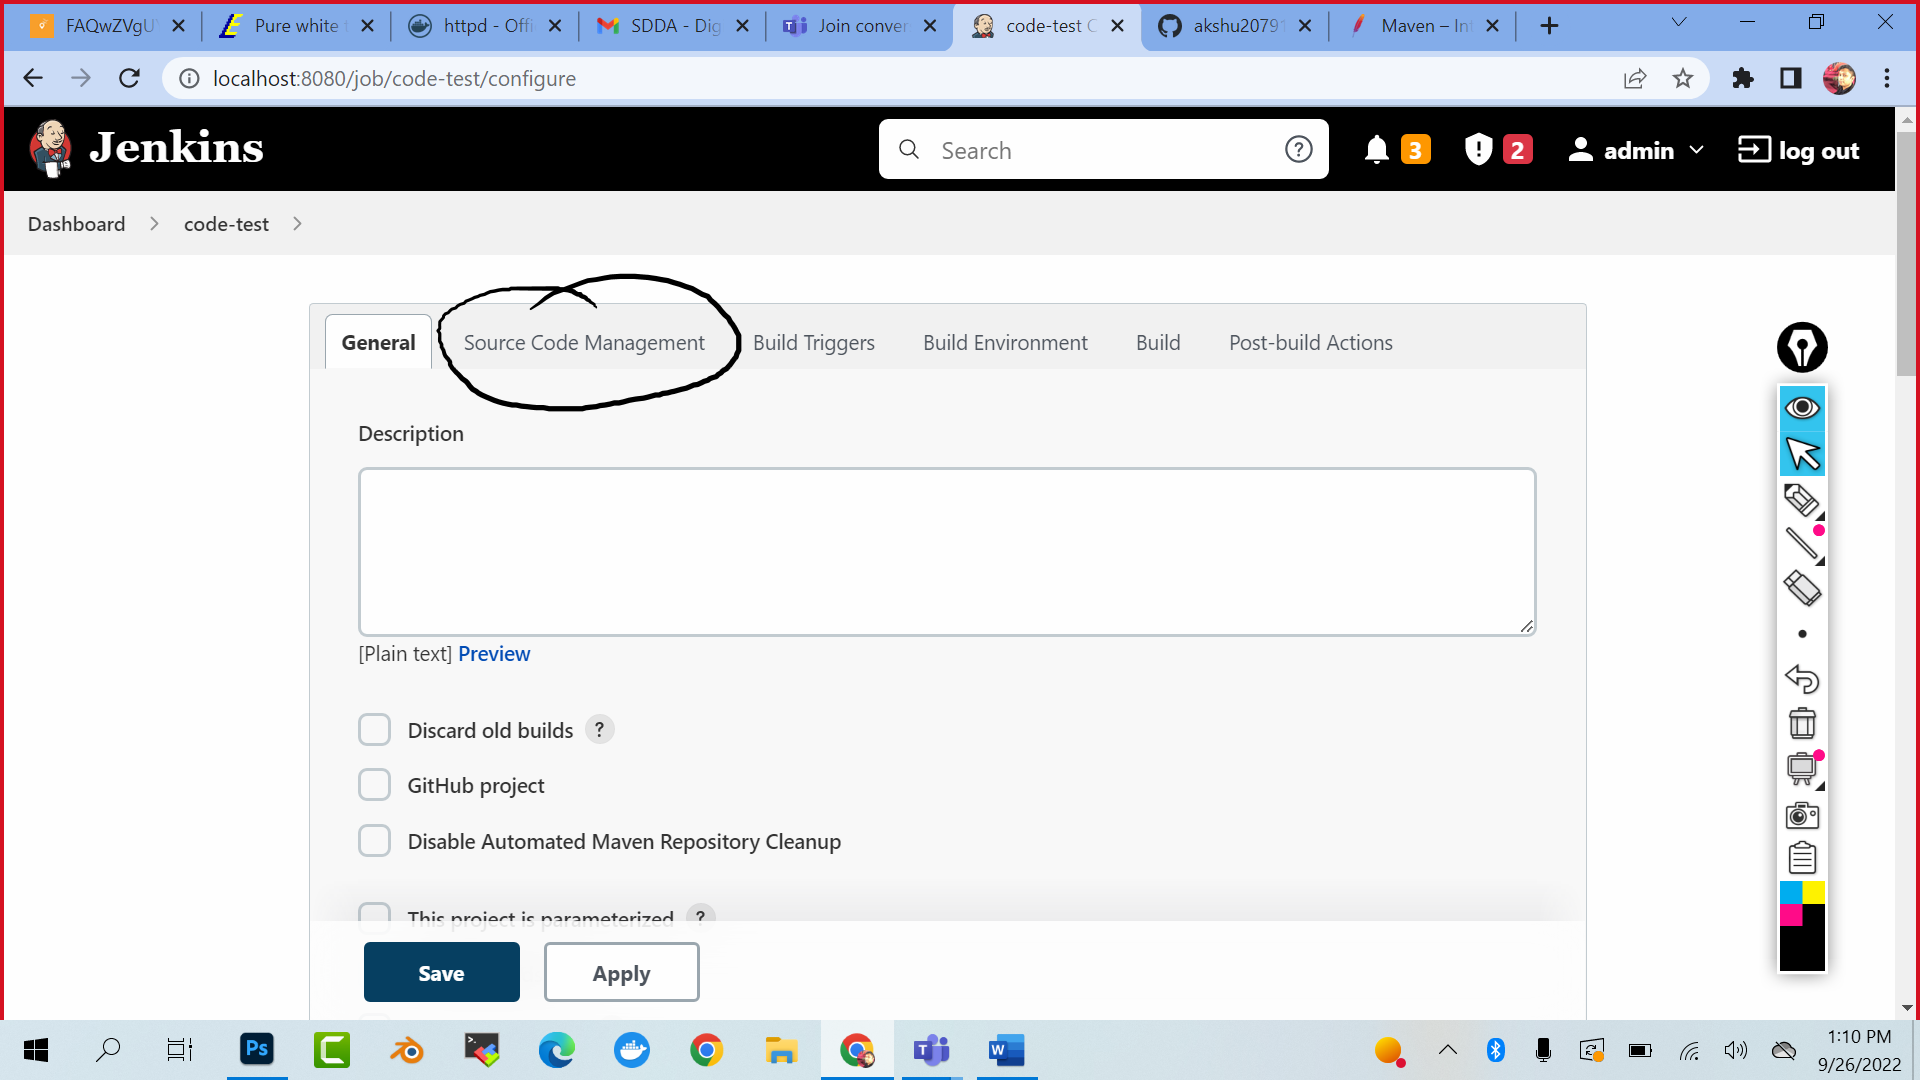 FAQwZVgU
Pure white
httpd - Offi
SDDA - Dig
Join conver
code-test C
akshu2079
Maven – Int
localhost:8080/job/code-test/configure
Jenkins
Search
3
2
admin
log out
Dashboard
code-test
General
Source Code Management
Build Triggers
Build Environment
Build
Post-build Actions
Description
[Plain text] Preview
Discard old builds ?
GitHub project
Disable Automated Maven Repository Cleanup
This project is parameterized ?
Save
Apply
Ps
1:10 PM
9/26/2022